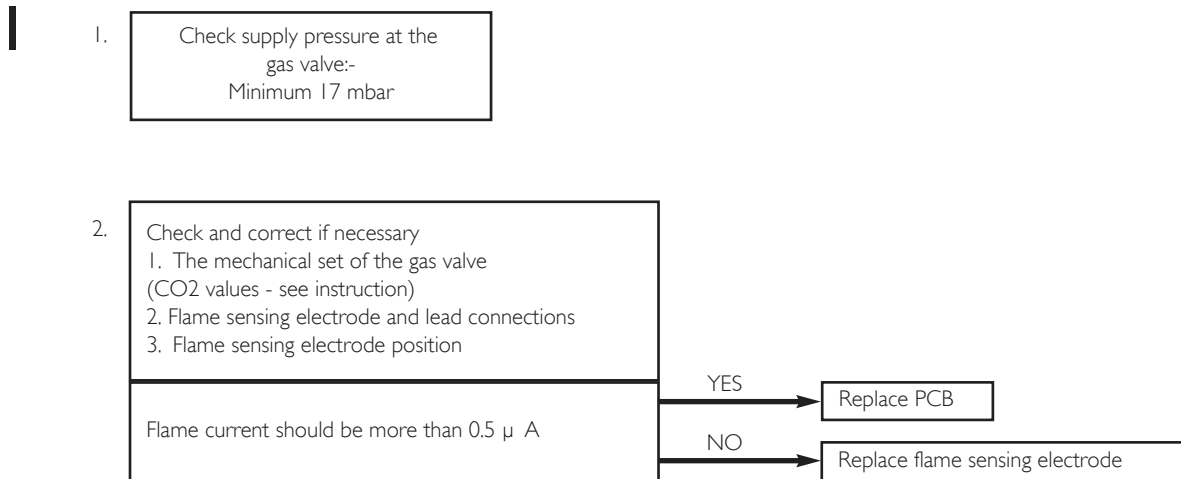 1.
Check supply pressure at the
gas valve:-
Minimum 17 mbar
2.
Check and correct if necessary
1. The mechanical set of the gas valve
(CO2 values - see instruction)
2. Flame sensing electrode and lead connections
3. Flame sensing electrode position
YES
Replace PCB
Flame current should be more than 0.5 µ A
NO
Replace flame sensing electrode